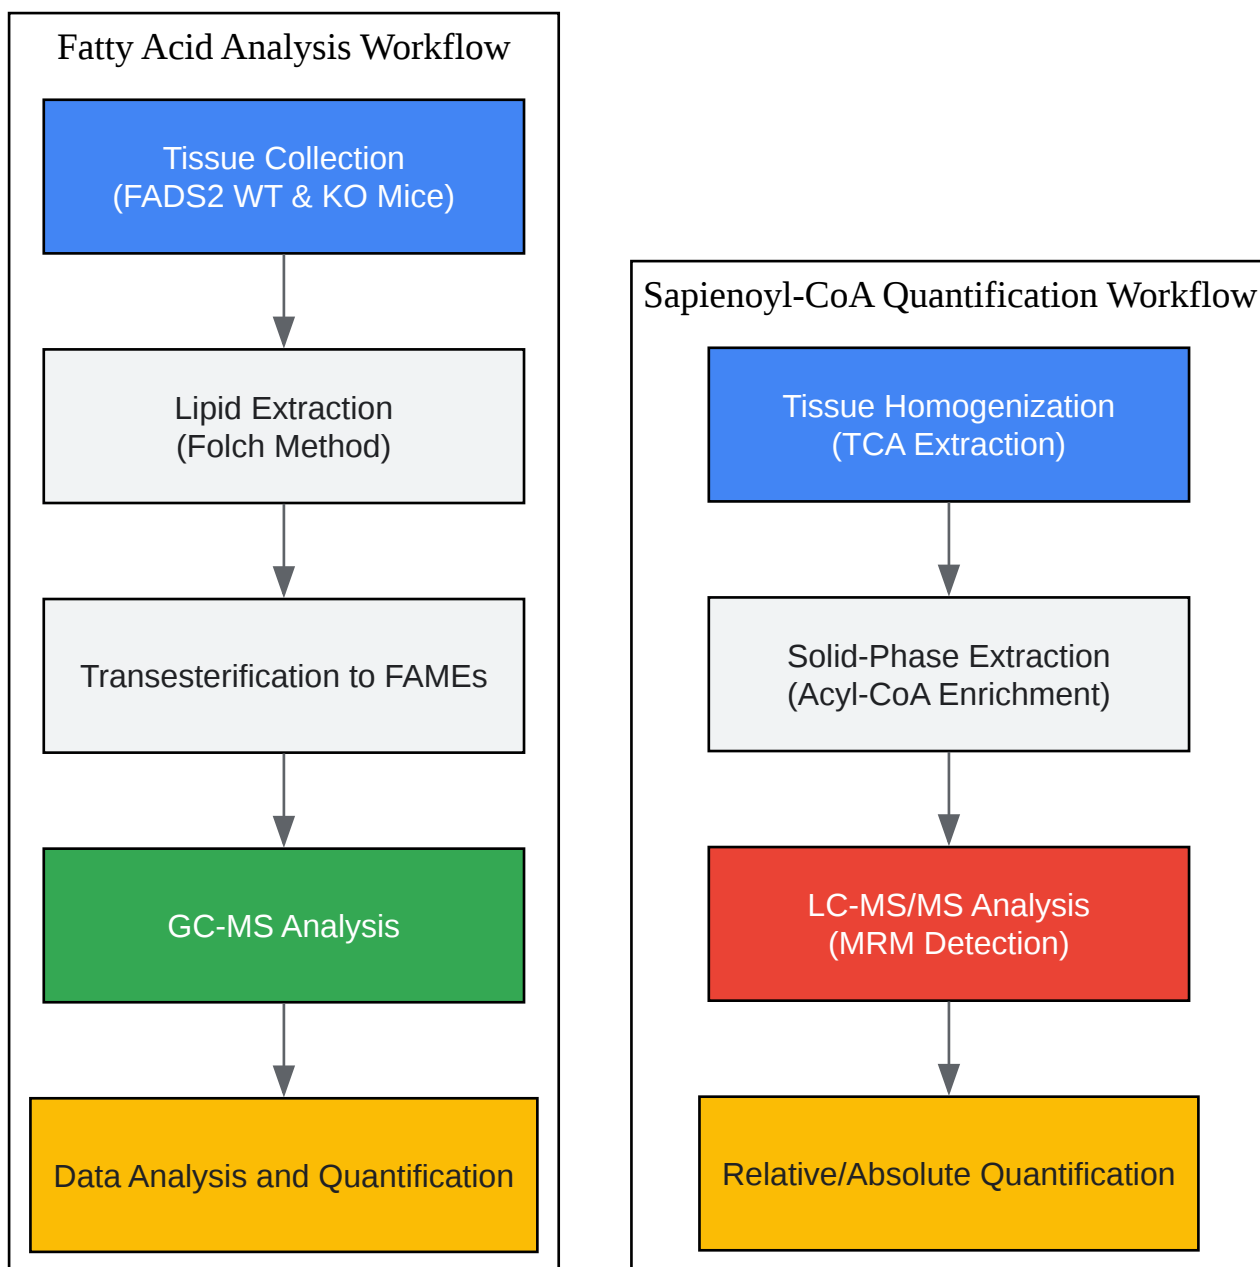 Fatty Acid Analysis Workflow
Tissue Collection
(FADS2 WT & KO Mice)
Lipid Extraction
(Folch Method)
Transesterification to FAMEs
GC-MS Analysis
Data Analysis and Quantification
Sapienoyl-CoA Quantification Workflow
Tissue Homogenization
(TCA Extraction)
Solid-Phase Extraction
(Acyl-CoA Enrichment)
LC-MS/MS Analysis
(MRM Detection)
Relative/Absolute Quantification